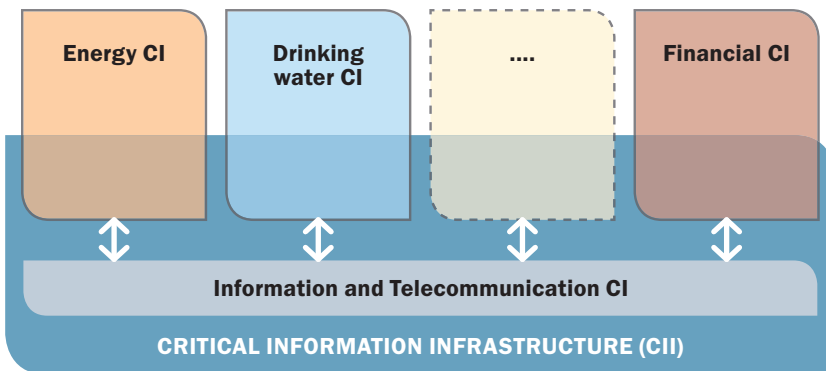 Energy CI
Drinking
water CI
....
Financial CI
Information and Telecommunication CI
CRITICAL INFORMATION INFRASTRUCTURE (CII)